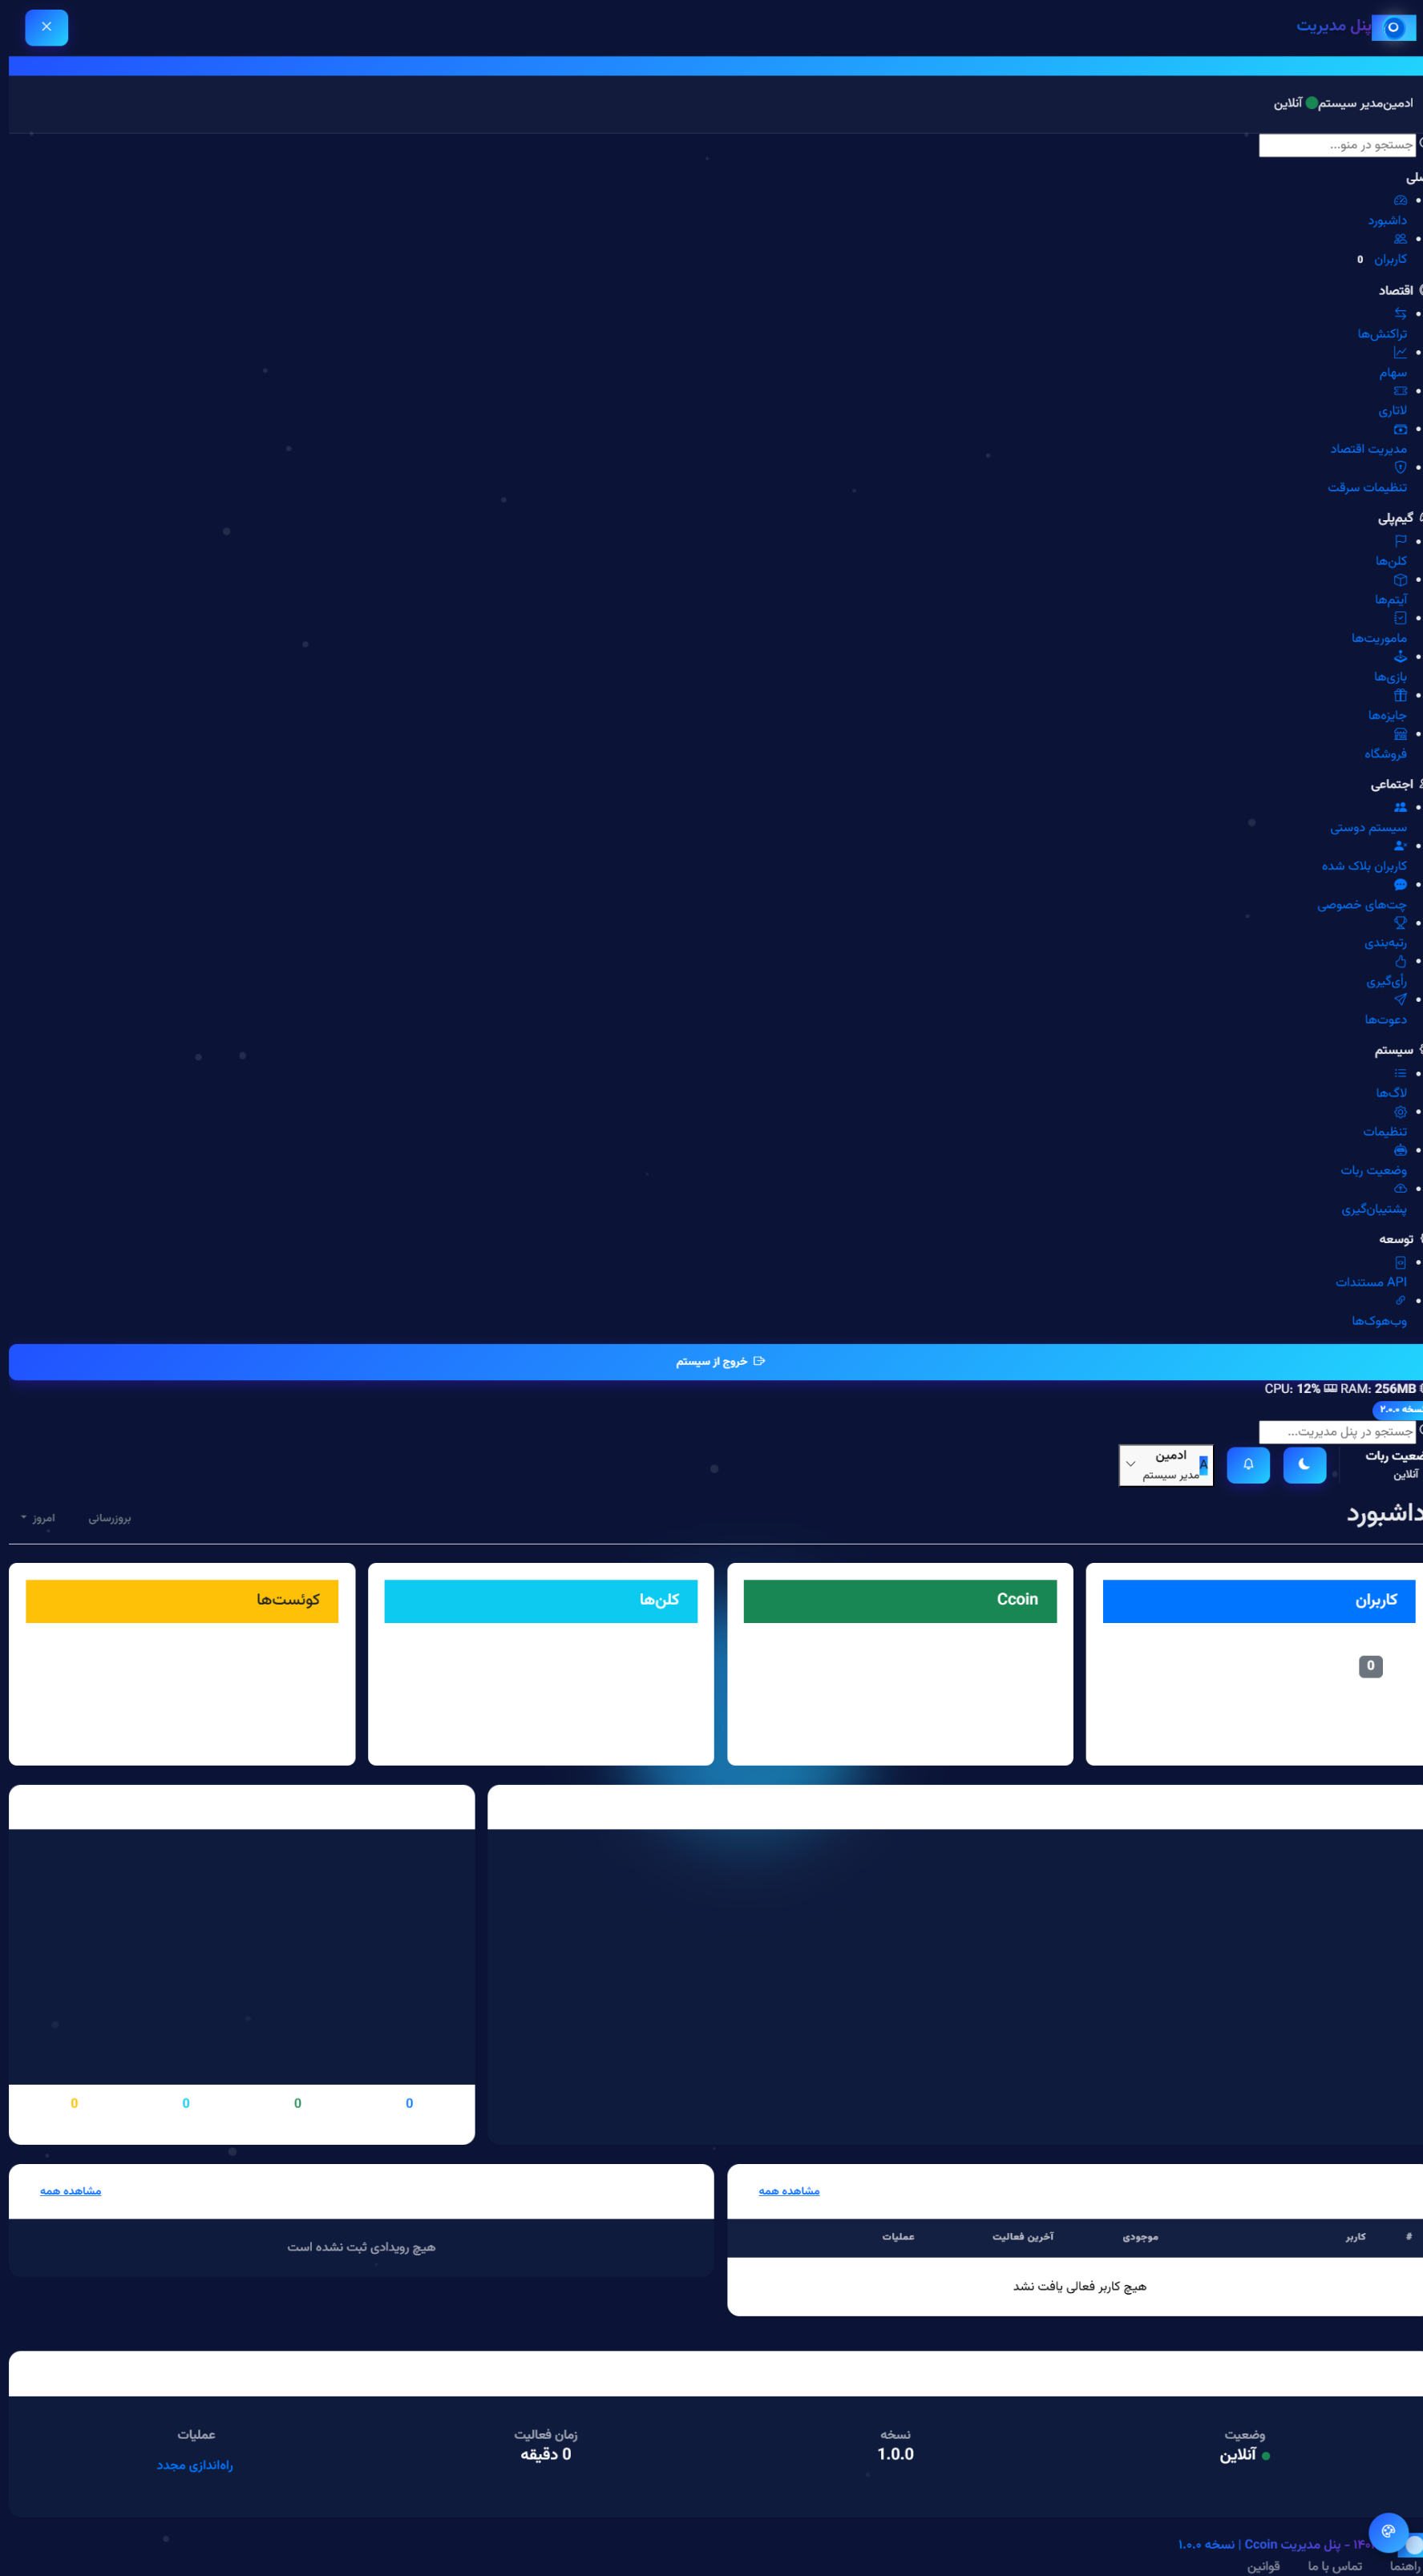 پنل مدیریت
ادمین مدیر سیستم آنلاین
جستجو در منو...
داشبورد
کاربران 0
اقتصاد
تراکنش‌ها
سهام
لاتاری
مدیریت اقتصاد
تنظیمات سرقت
گیم‌پلی
کلن‌ها
آیتم‌ها
ماموریت‌ها
بازی‌ها
جایزه‌ها
فروشگاه
اجتماعی
سیستم دوستی
کاربران بلاک شده
چت‌های خصوصی
رتبه‌بندی
رأی‌گیری
دعوت‌ها
سیستم
لاگ‌ها
تنظیمات
وضعیت ربات
پشتیبان‌گیری
توسعه
API مستندات
وب‌هوک‌ها
خروج از سیستم
CPU: 12% RAM: 256MB
نسخه ۲.۰.۰
جستجو در پنل مدیریت...
وضعیت ربات
آنلاین
A
ادمین
مدیر سیستم
داشبورد
بروزرسانی
امروز
کاربران
Ccoin
کلن‌ها
کوئست‌ها
0
0 0 0 0
مشاهده همه
مشاهده همه
# کاربر موجودی آخرین فعالیت عملیات
هیچ کاربر فعالی یافت نشد
هیچ رویدادی ثبت نشده است
وضعیت نسخه زمان فعالیت عملیات
آنلاین 1.0.0 0 دقیقه راه‌اندازی مجدد
- پنل مدیریت Ccoin | نسخه ۱.۰.۰
راهنما تماس با ما قوانین